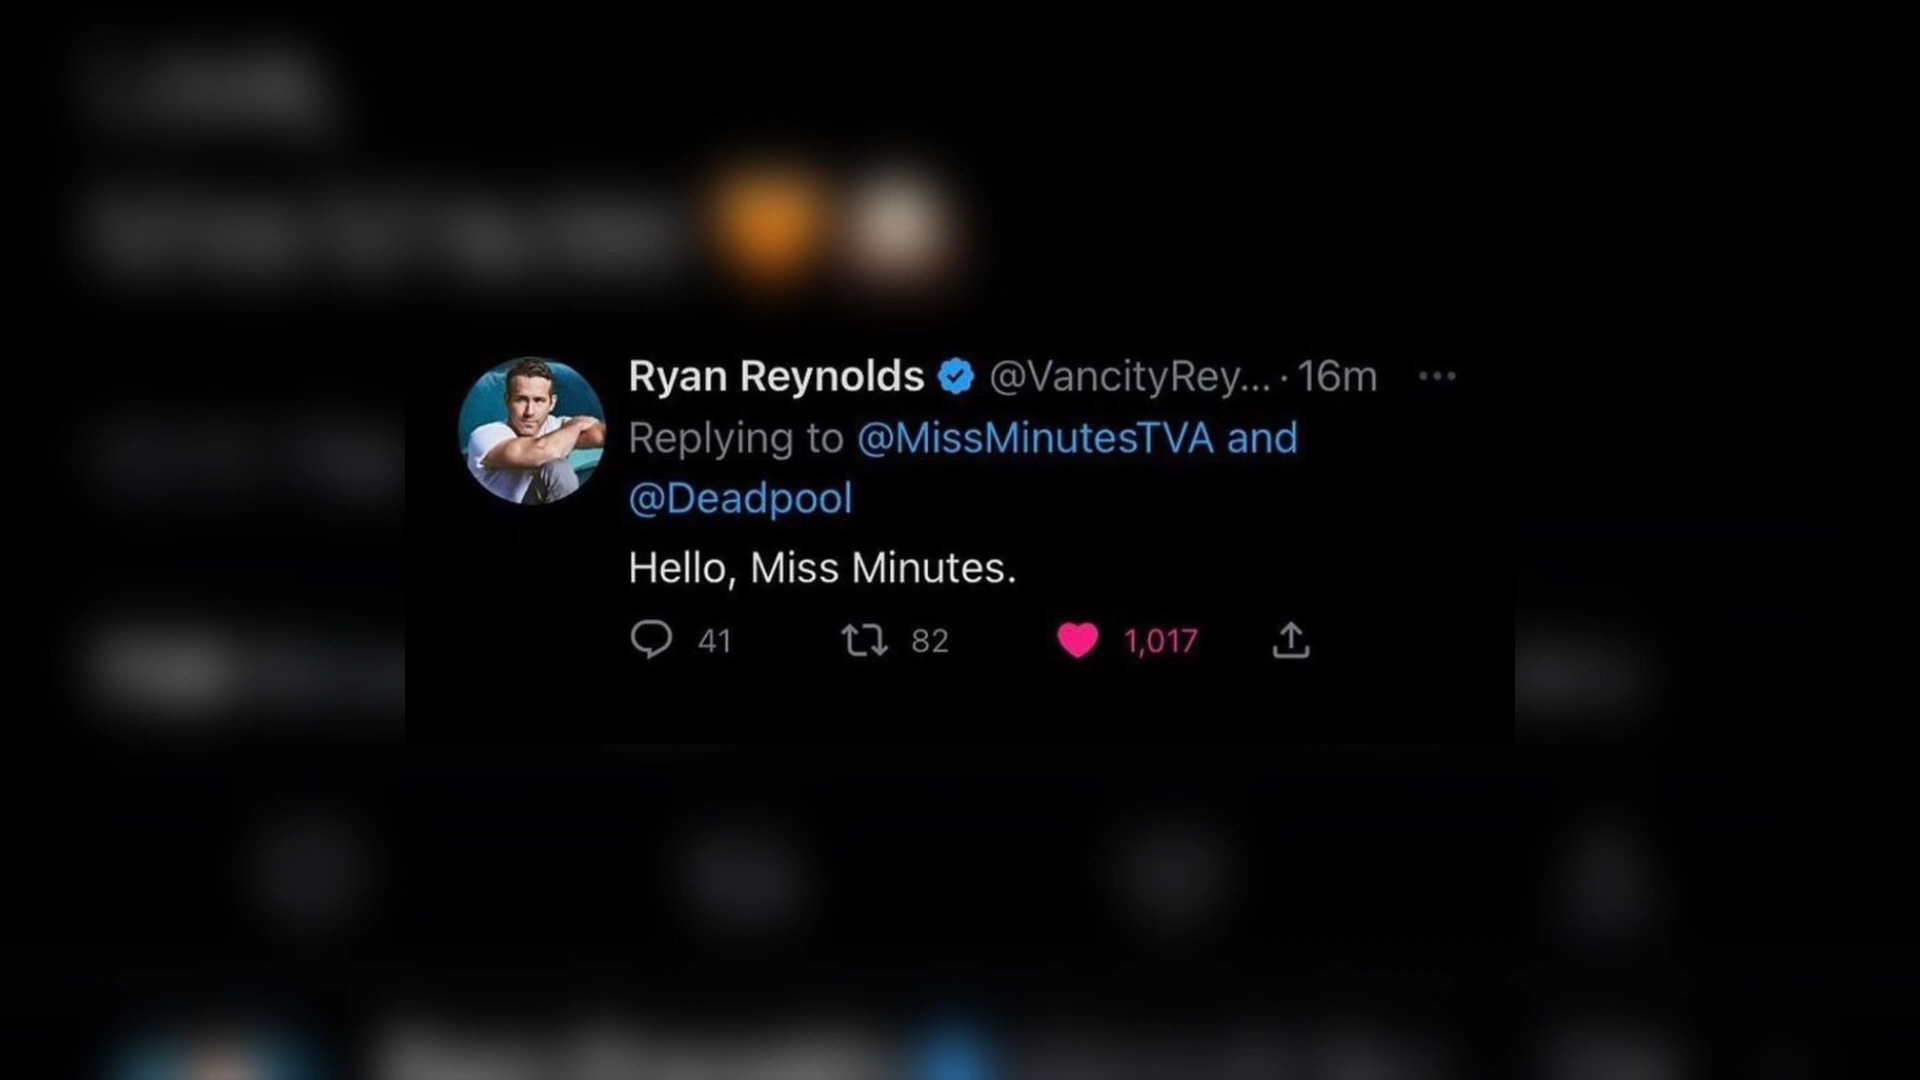 Ryan Reynolds @VancityRey... · 16m
Replying to @MissMinutesTVA and
@Deadpool
Hello, Miss Minutes.
41 82 1,017